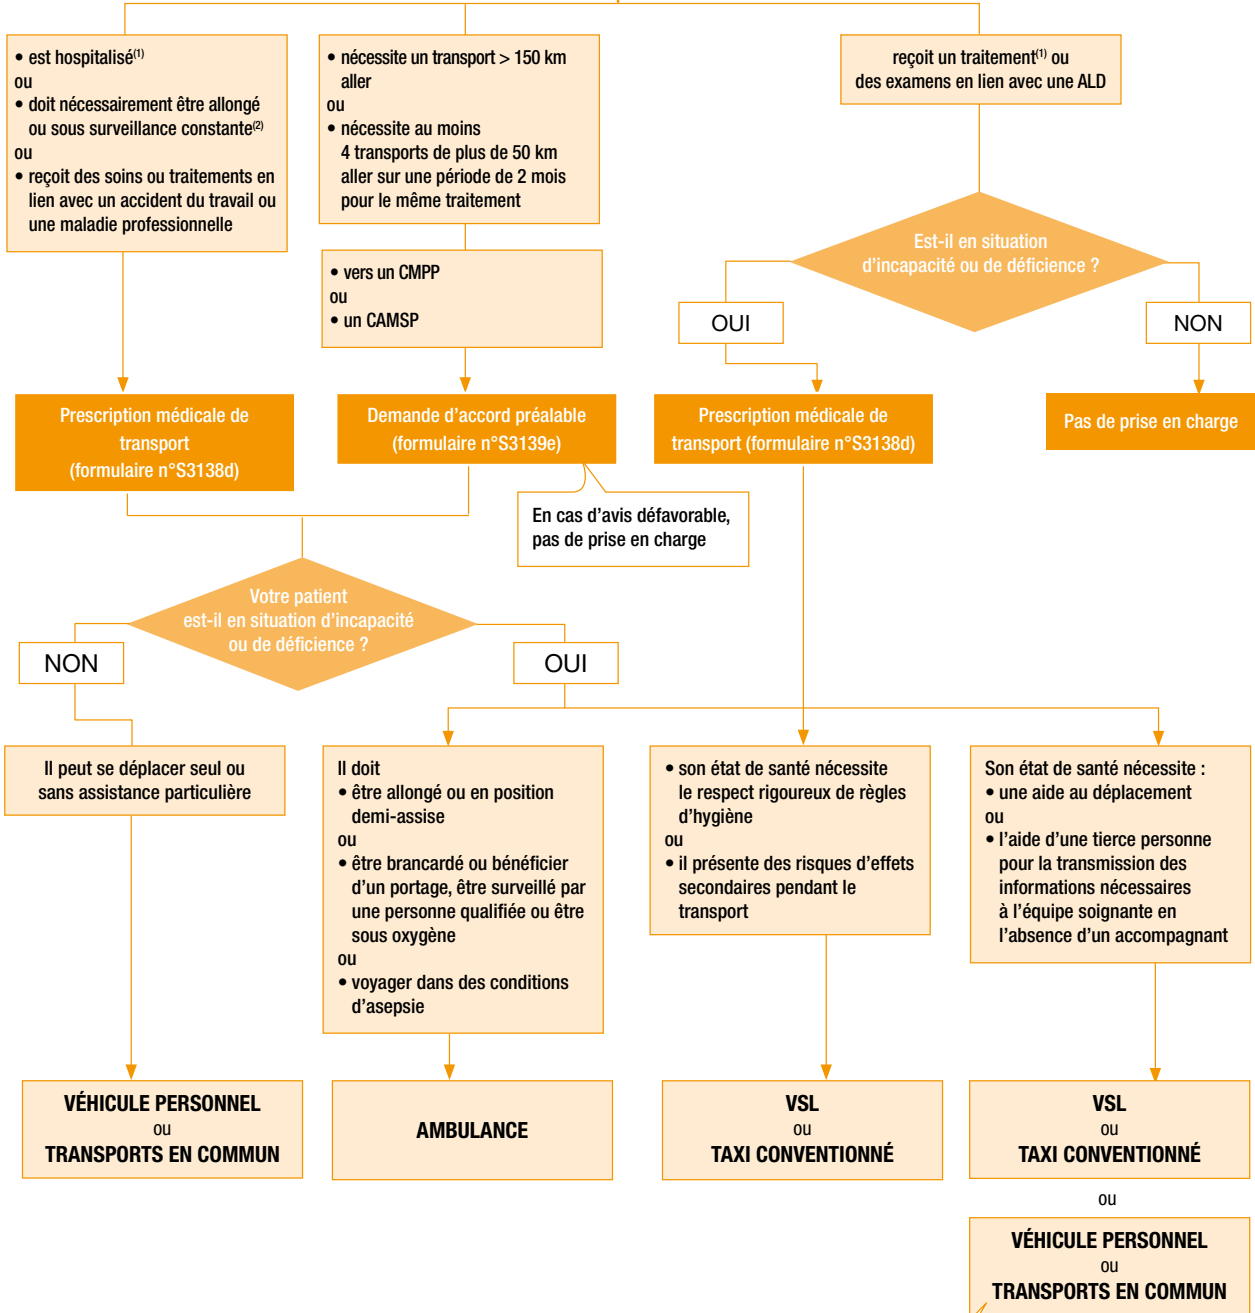 • est hospitalisé(1)
ou
• doit nécessairement être allongé
ou sous surveillance constante(2)
ou
• reçoit des soins ou traitements en
lien avec un accident du travail ou
une maladie professionnelle
• nécessite un transport > 150 km
aller
ou
• nécessite au moins
4 transports de plus de 50 km
aller sur une période de 2 mois
pour le même traitement
reçoit un traitement(1) ou
des examens en lien avec une ALD
• vers un CMPP
ou
• un CAMSP
Est-il en situation
d'incapacité ou de déficience ?
OUI
NON
Prescription médicale de
transport
(formulaire n°S3138d)
Demande d'accord préalable
(formulaire n°S3139e)
Prescription médicale de
transport (formulaire n°S3138d)
Pas de prise en charge
En cas d'avis défavorable,
pas de prise en charge
Votre patient
est-il en situation d'incapacité
ou de déficience ?
NON
OUI
Il peut se déplacer seul ou
sans assistance particulière
Il doit
• être allongé ou en position
demi-assise
ou
• être brancardé ou bénéficier
d'un portage, être surveillé par
une personne qualifiée ou être
sous oxygène
ou
• voyager dans des conditions
d'asepsie
• son état de santé nécessite
le respect rigoureux de règles
d'hygiène
ou
• il présente des risques d'effets
secondaires pendant le
transport
Son état de santé nécessite :
• une aide au déplacement
ou
• l'aide d'une tierce personne
pour la transmission des
informations nécessaires
à l'équipe soignante en
l'absence d'un accompagnant
VÉHICULE PERSONNEL
ou
TRANSPORTS EN COMMUN
AMBULANCE
VSL
ou
TAXI CONVENTIONNÉ
VSL
ou
TAXI CONVENTIONNÉ
ou
VÉHICULE PERSONNEL
ou
TRANSPORTS EN COMMUN